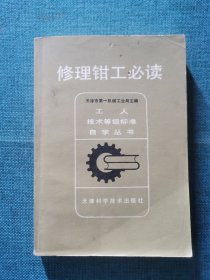 修理钳工必读
天津市第一机械工业局主编
工人
技术等级标准
自学丛书
天津科学技术出版社